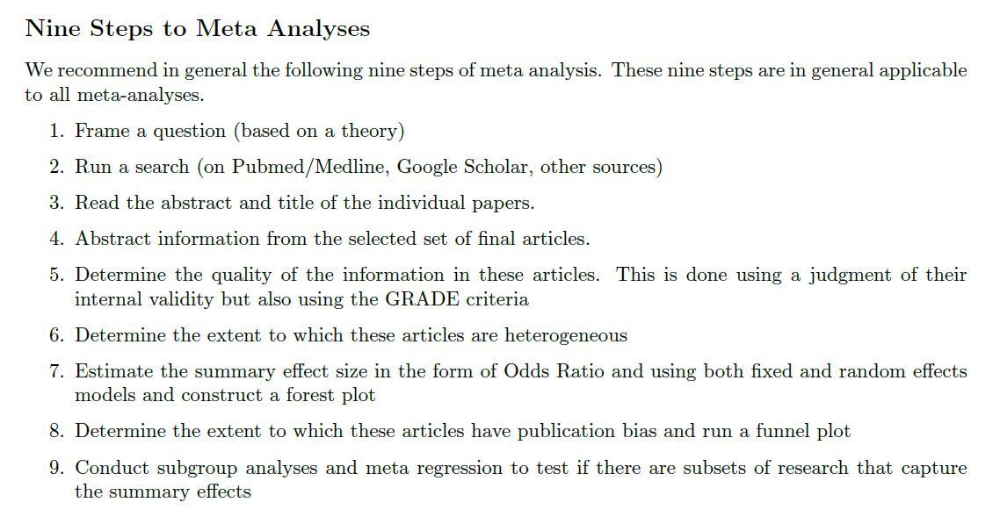 Nine Steps to Meta Analyses
We recommend in general the following nine steps of meta analysis. These nine steps are in general applicable
to all meta-analyses.
1. Frame a question (based on a theory)
2. Run a search (on Pubmed/Medline, Google Scholar, other sources)
3. Read the abstract and title of the individual papers.
4. Abstract information from the selected set of final articles.
5. Determine the quality of the information in these articles. This is done using a judgment of their
internal validity but also using the GRADE criteria
6. Determine the extent to which these articles are heterogeneous
7. Estimate the summary effect size in the form of Odds Ratio and using both fixed and random effects
models and construct a forest plot
8. Determine the extent to which these articles have publication bias and run a funnel plot
9. Conduct subgroup analyses and meta regression to test if there are subsets of research that capture
the summary effects